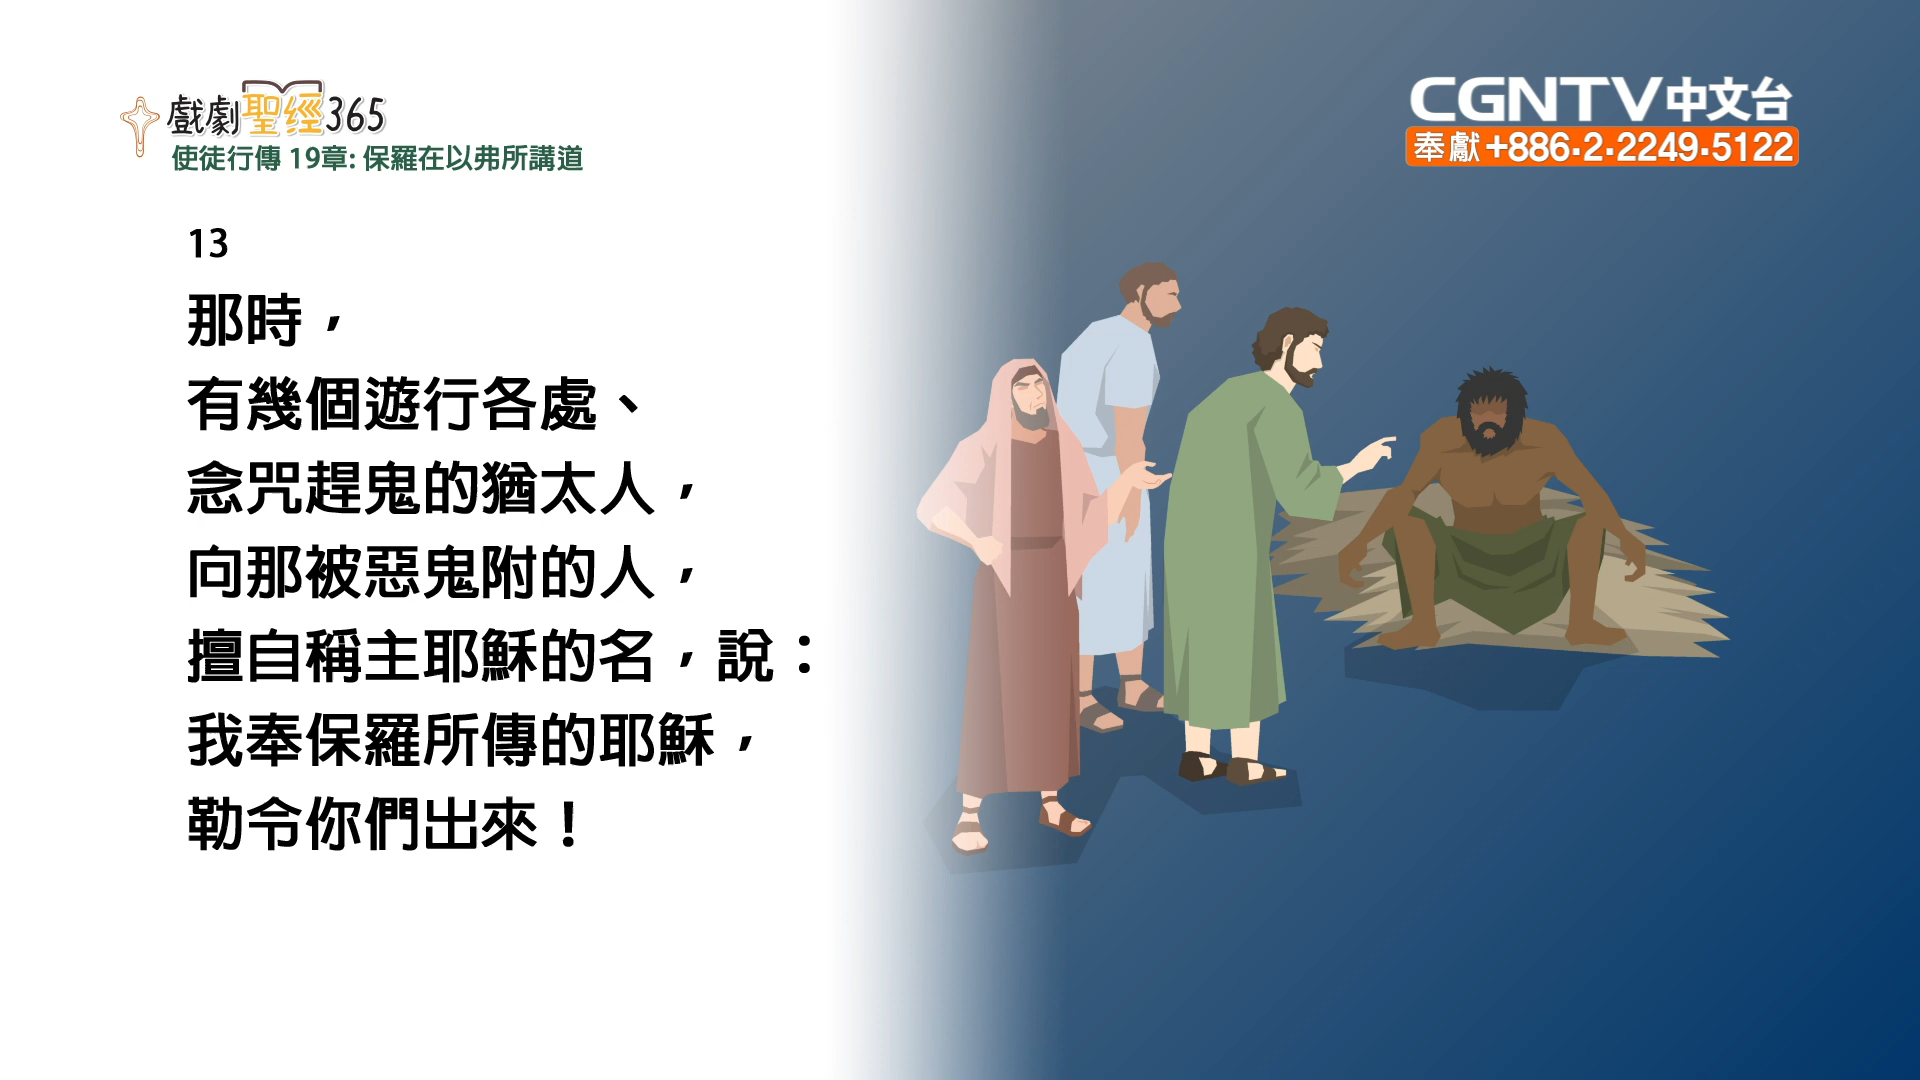 戲劇聖經365
使徒行傳 19章: 保羅在以弗所講道
CGNTV中文台
奉獻 +886·2·2249·5122
13
那時，
有幾個遊行各處、
念咒趕鬼的猶太人，
向那被惡鬼附的人，
擅自稱主耶穌的名，說：
我奉保羅所傳的耶穌，
勒令你們出來！